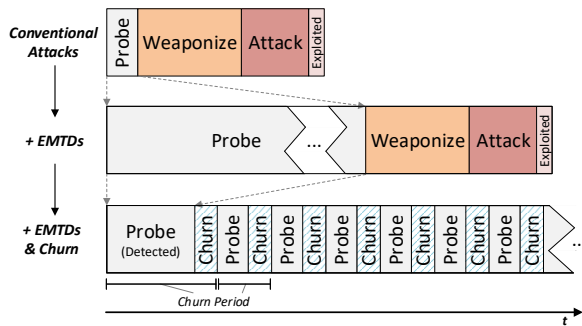 Conventional
Attacks
Probe
Weaponize
Attack
Exploited
+ EMTDs
Probe
...
Weaponize
Attack
Exploited
+ EMTDs
& Churn
Probe
(Detected)
Churn
Probe
Churn
Probe
Churn
Probe
Churn
Probe
Churn
Probe
Churn
Probe
Churn
...
Churn Period
t